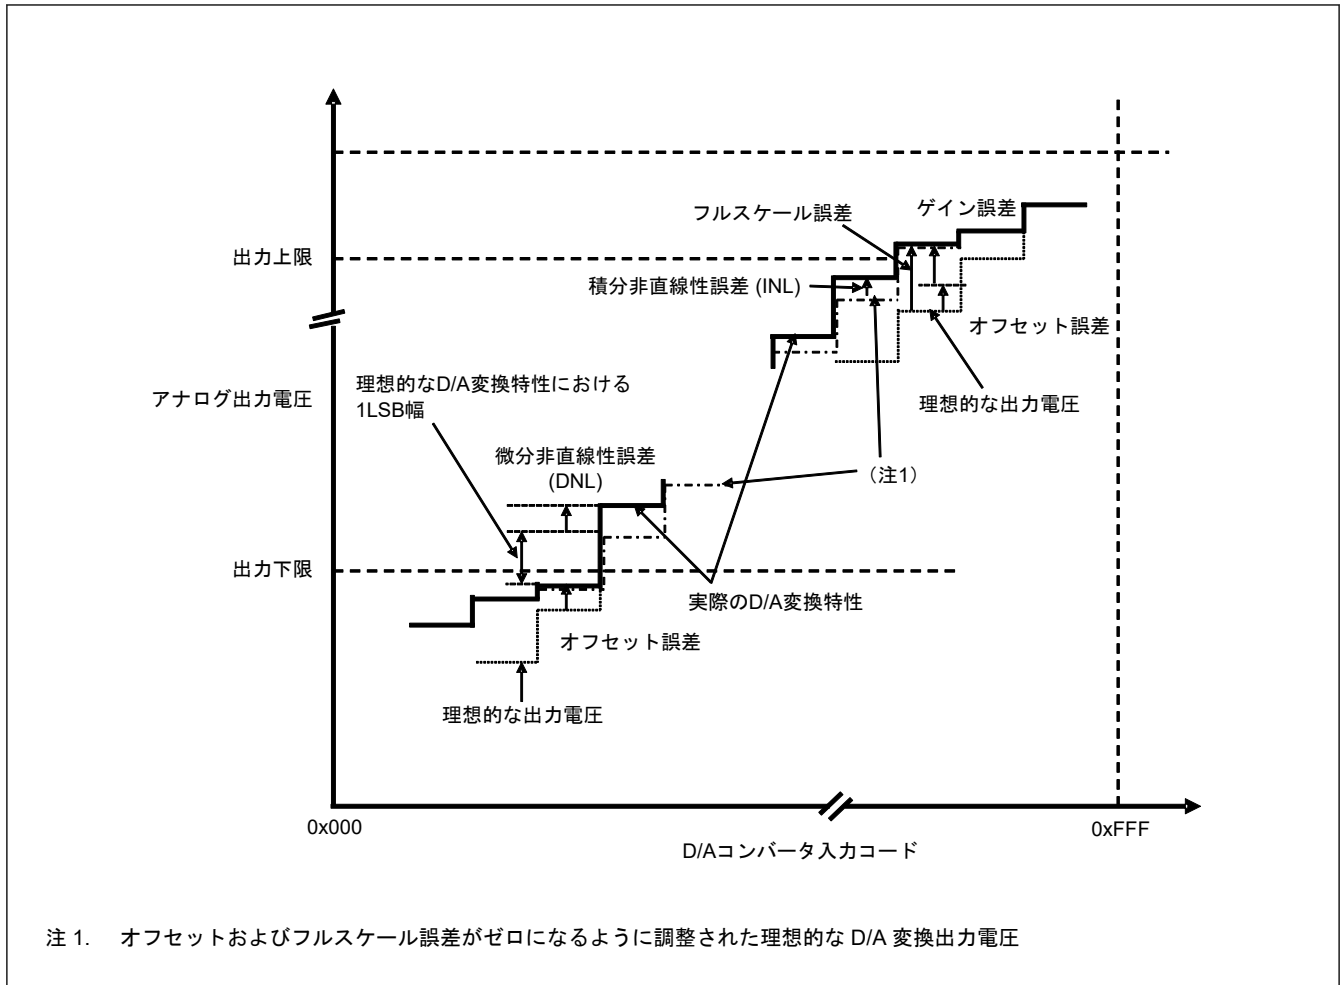 フルスケール誤差
ゲイン誤差
出力上限
積分非直線性誤差 (INL)
オフセット誤差
理想的なD/A変換特性における
1LSB幅
アナログ出力電圧
理想的な出力電圧
微分非直線性誤差
(DNL)
（注1）
出力下限
実際のD/A変換特性
オフセット誤差
理想的な出力電圧
0x000
0xFFF
D/Aコンバータ入力コード
注 1. オフセットおよびフルスケール誤差がゼロになるように調整された理想的な D/A 変換出力電圧